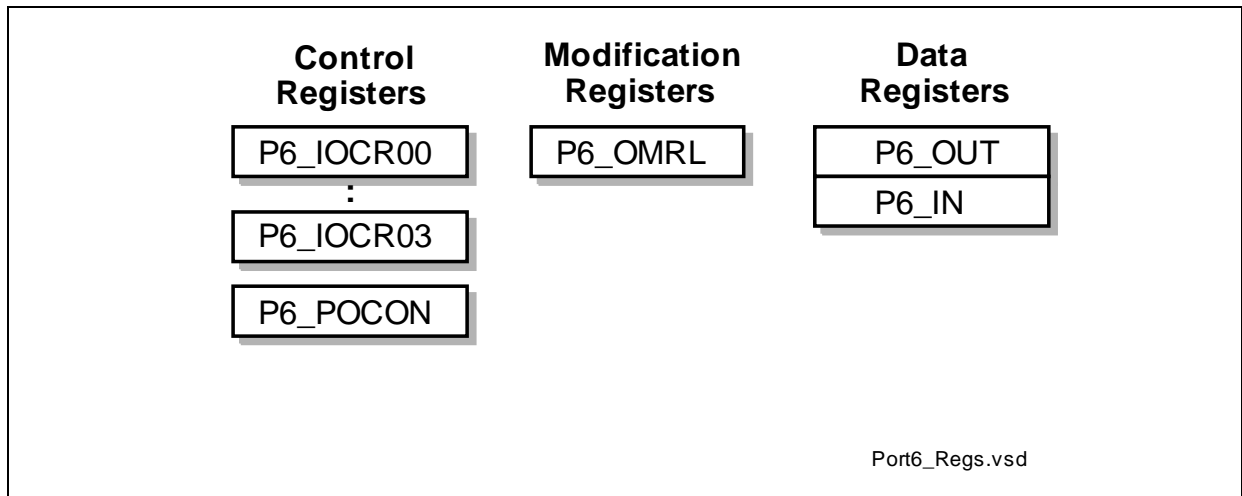 Control
Registers
P6_IOCR00
:
P6_IOCR03
P6_POCON
Modification
Registers
P6_OMRL
Data
Registers
P6_OUT
P6_IN
Port6_Regs.vsd